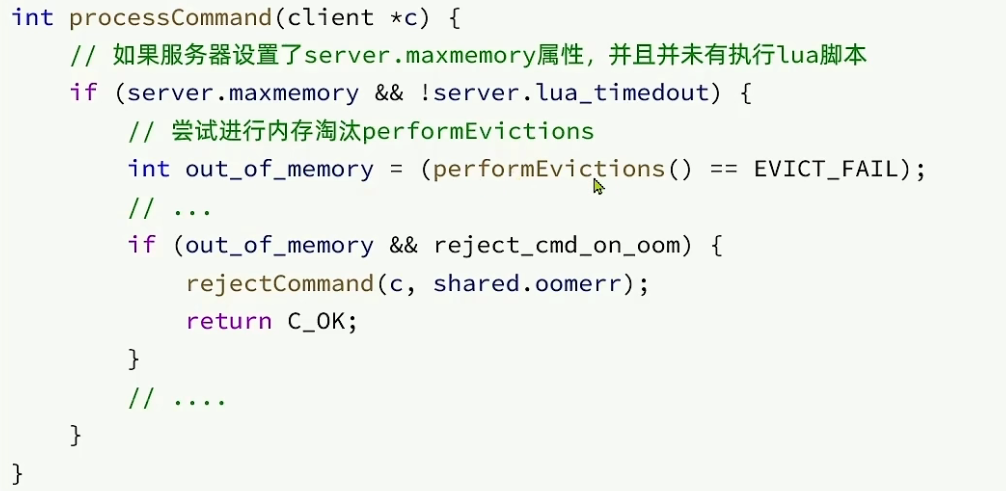 int processCommand(client *c) {
// 如果服务器设置了server.maxmemory属性，并且并未有执行lua脚本
if (server.maxmemory && !server.lua_timedout) {
// 尝试进行内存淘汰performEvictions
int out_of_memory = (performEvictions() == EVICT_FAIL);
// ...
if (out_of_memory && reject_cmd_on_oom) {
rejectCommand(c, shared.oomerr);
return C_OK;
}
// ....
}
}